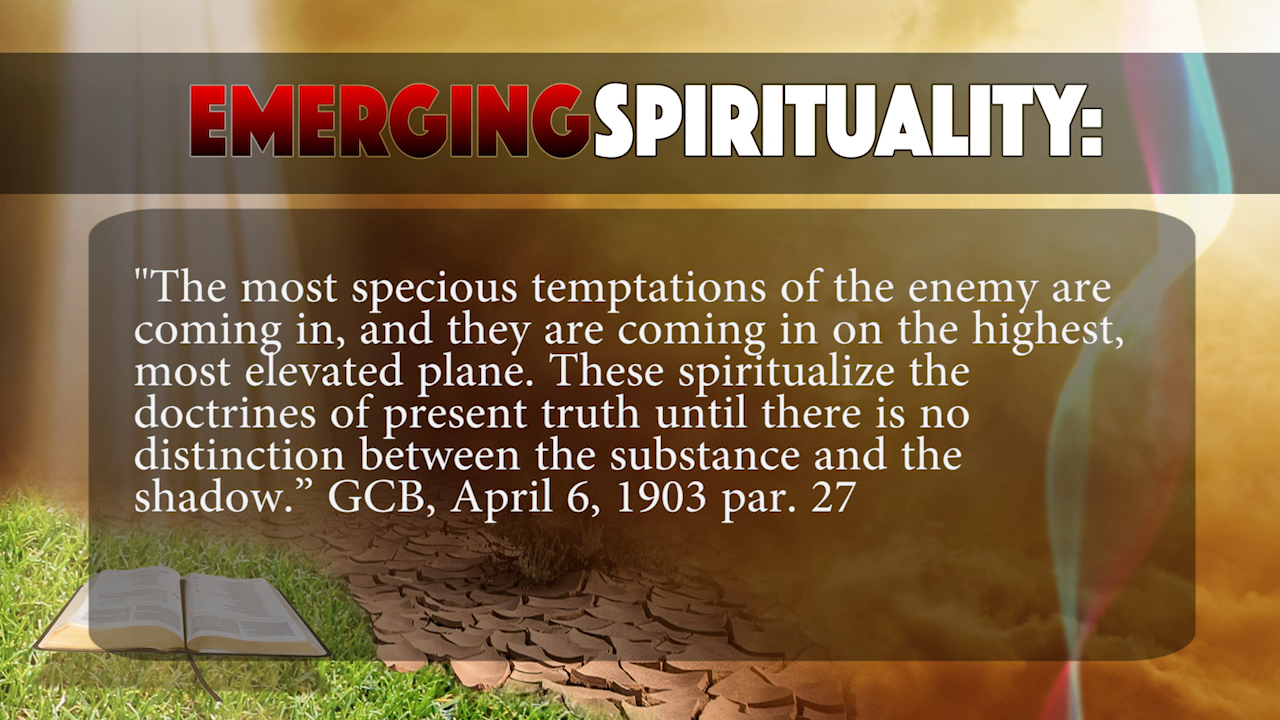 EMERGINGSPIRITUALITY:
"The most specious temptations of the enemy are
coming in, and they are coming in on the highest,
most elevated plane. These spiritualize the
doctrines of present truth until there is no
distinction between the substance and the
shadow.” GCB, April 6, 1903 par. 27